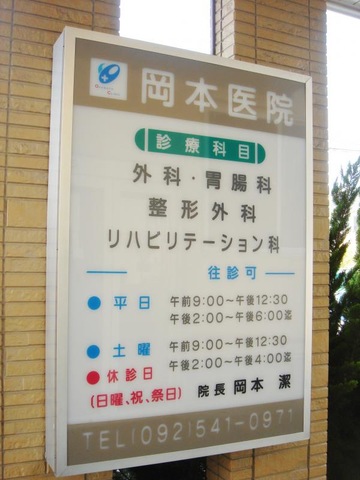 岡本医院
診療科目
外科・胃腸科
整形外科
リハビリテーション科
往診可
●平日 午前9:00～午後12:30
午後2:00～午後6:00迄
●土曜 午前9:00～午後12:30
午後2:00～午後4:00迄
●休診日
(日曜、祝、祭日) 院長 岡本 潔
TEL(092)541-0971